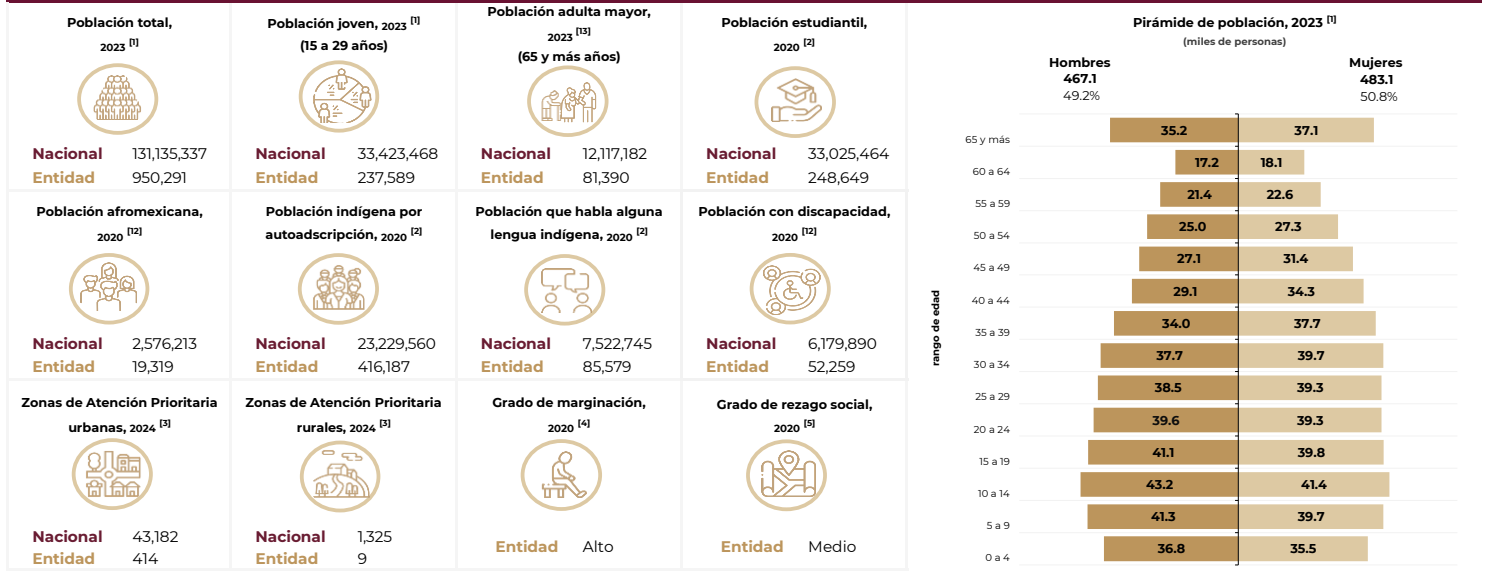 Población total,
2023 [1]
Nacional 131,135,337
Entidad 950,291
Población joven, 2023 [1]
(15 a 29 años)
Nacional 33,423,468
Entidad 237,589
Población adulta mayor,
2023 [13]
(65 y más años)
Nacional 12,117,182
Entidad 81,390
Población estudiantil,
2020 [2]
Nacional 33,025,464
Entidad 248,649
Población afromexicana,
2020 [12]
Nacional 2,576,213
Entidad 19,319
Población indígena por
autoadscripción, 2020 [2]
Nacional 23,229,560
Entidad 416,187
Población que habla alguna
lengua indígena, 2020 [2]
Nacional 7,522,745
Entidad 85,579
Población con discapacidad,
2020 [12]
Nacional 6,179,890
Entidad 52,259
Zonas de Atención Prioritaria
urbanas, 2024 [3]
Nacional 43,182
Entidad 414
Zonas de Atención Prioritaria
rurales, 2024 [3]
Nacional 1,325
Entidad 9
Grado de marginación,
2020 [4]
Entidad Alto
Grado de rezago social,
2020 [5]
Entidad Medio
Pirámide de población, 2023 [1]
(miles de personas)
Hombres Mujeres
467.1 483.1
49.2% 50.8%
rango de edad
65 y más 35.2 37.1
60 a 64 17.2 18.1
55 a 59 21.4 22.6
50 a 54 25.0 27.3
45 a 49 27.1 31.4
40 a 44 29.1 34.3
35 a 39 34.0 37.7
30 a 34 37.7 39.7
25 a 29 38.5 39.3
20 a 24 39.6 39.3
15 a 19 41.1 39.8
10 a 14 43.2 41.4
5 a 9 41.3 39.7
0 a 4 36.8 35.5